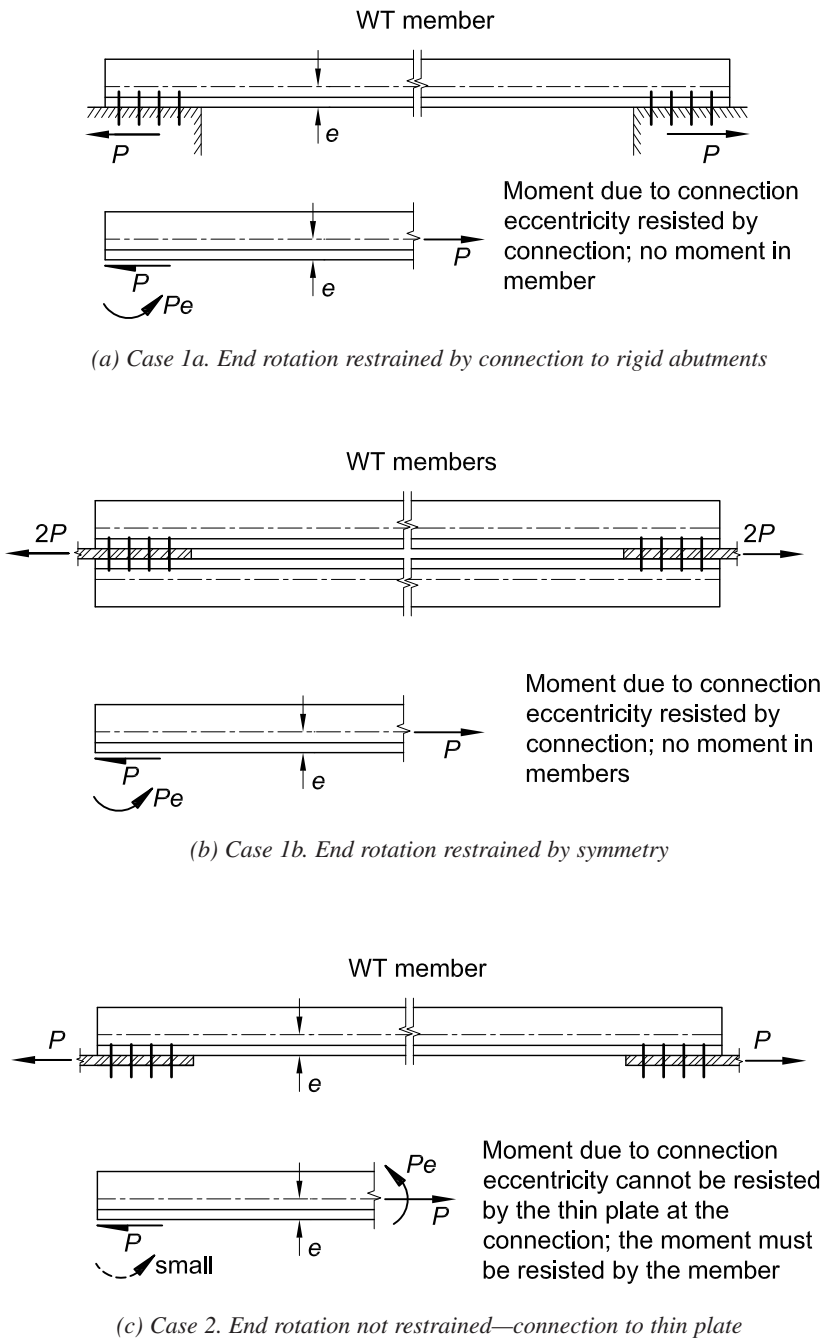 WT member
e
P
P
Moment due to connection
eccentricity resisted by
connection; no moment in
member
P
P
e
Pe
(a) Case 1a. End rotation restrained by connection to rigid abutments
WT members
2P
2P
Moment due to connection
eccentricity resisted by
connection; no moment in
members
P
P
e
Pe
(b) Case 1b. End rotation restrained by symmetry
WT member
P
P
e
Moment due to connection
eccentricity cannot be resisted
by the thin plate at the
connection; the moment must
be resisted by the member
Pe
P
P
e
small
(c) Case 2. End rotation not restrained—connection to thin plate